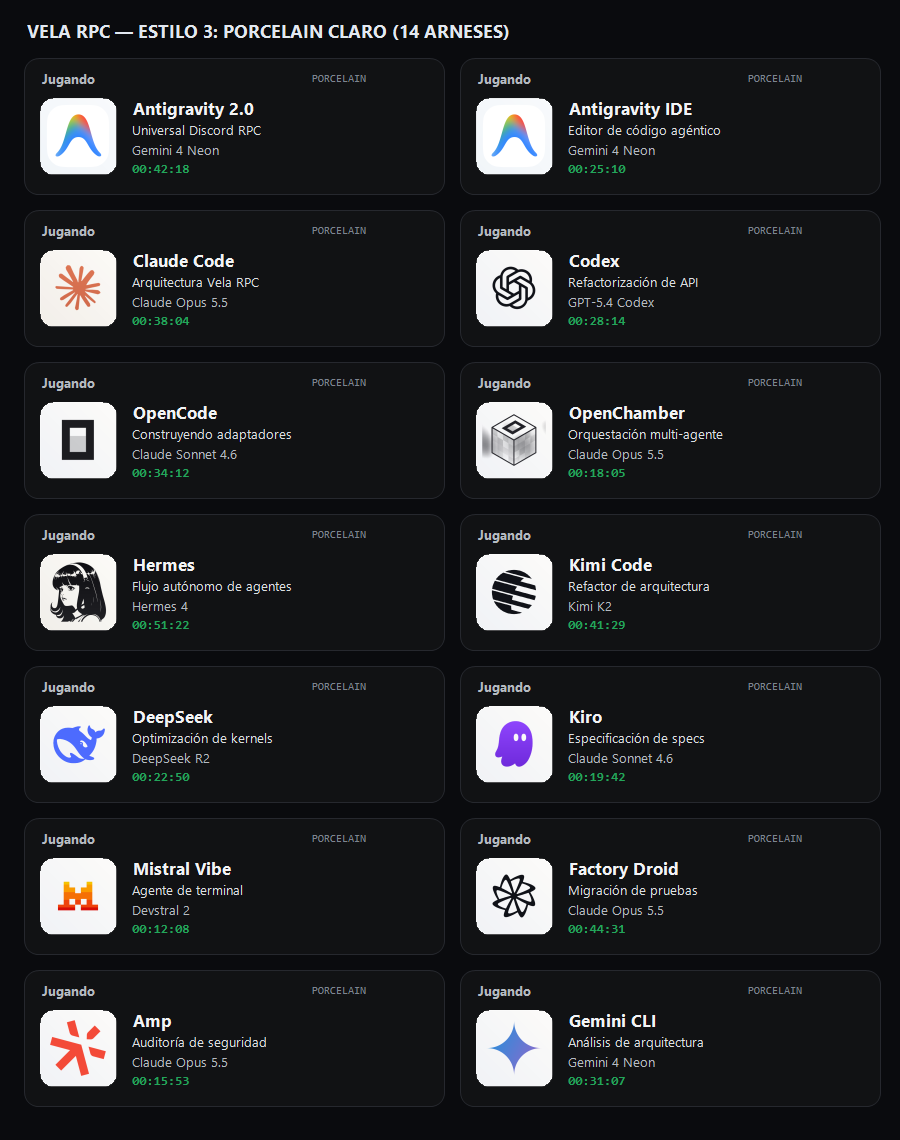 VELA RPC — ESTILO 3: PORCELAIN CLARO (14 ARNESES)
Jugando
PORCELAIN
Antigravity 2.0
Universal Discord RPC
Gemini 4 Neon
00:42:18
Jugando
PORCELAIN
Antigravity IDE
Editor de código agéntico
Gemini 4 Neon
00:25:10
Jugando
PORCELAIN
Claude Code
Arquitectura Vela RPC
Claude Opus 5.5
00:38:04
Jugando
PORCELAIN
Codex
Refactorización de API
GPT-5.4 Codex
00:28:14
Jugando
PORCELAIN
OpenCode
Construyendo adaptadores
Claude Sonnet 4.6
00:34:12
Jugando
PORCELAIN
OpenChamber
Orquestación multi-agente
Claude Opus 5.5
00:18:05
Jugando
PORCELAIN
Hermes
Flujo autónomo de agentes
Hermes 4
00:51:22
Jugando
PORCELAIN
Kimi Code
Refactor de arquitectura
Kimi K2
00:41:29
Jugando
PORCELAIN
DeepSeek
Optimización de kernels
DeepSeek R2
00:22:50
Jugando
PORCELAIN
Kiro
Especificación de specs
Claude Sonnet 4.6
00:19:42
Jugando
PORCELAIN
Mistral Vibe
Agente de terminal
Devstral 2
00:12:08
Jugando
PORCELAIN
Factory Droid
Migración de pruebas
Claude Opus 5.5
00:44:31
Jugando
PORCELAIN
Amp
Auditoría de seguridad
Claude Opus 5.5
00:15:53
Jugando
PORCELAIN
Gemini CLI
Análisis de arquitectura
Gemini 4 Neon
00:31:07